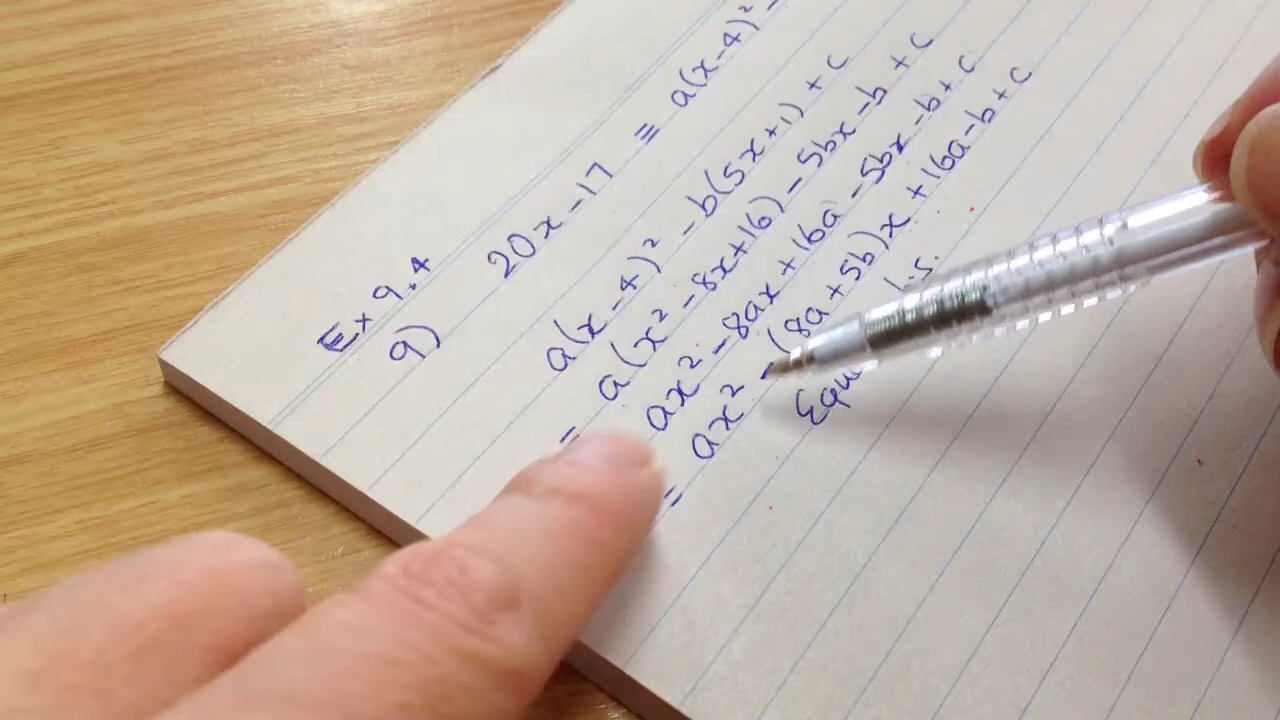 Ex 9.4
9) 20x - 17 ≡ a(x-4)² -
a(x-4)² - b(5x+1) + c
= a(x² - 8x + 16) - 5bx - b + c
ax² - 8ax + 16a - 5bx - b + c
= ax² - (8a + 5b)x + 16a - b + c